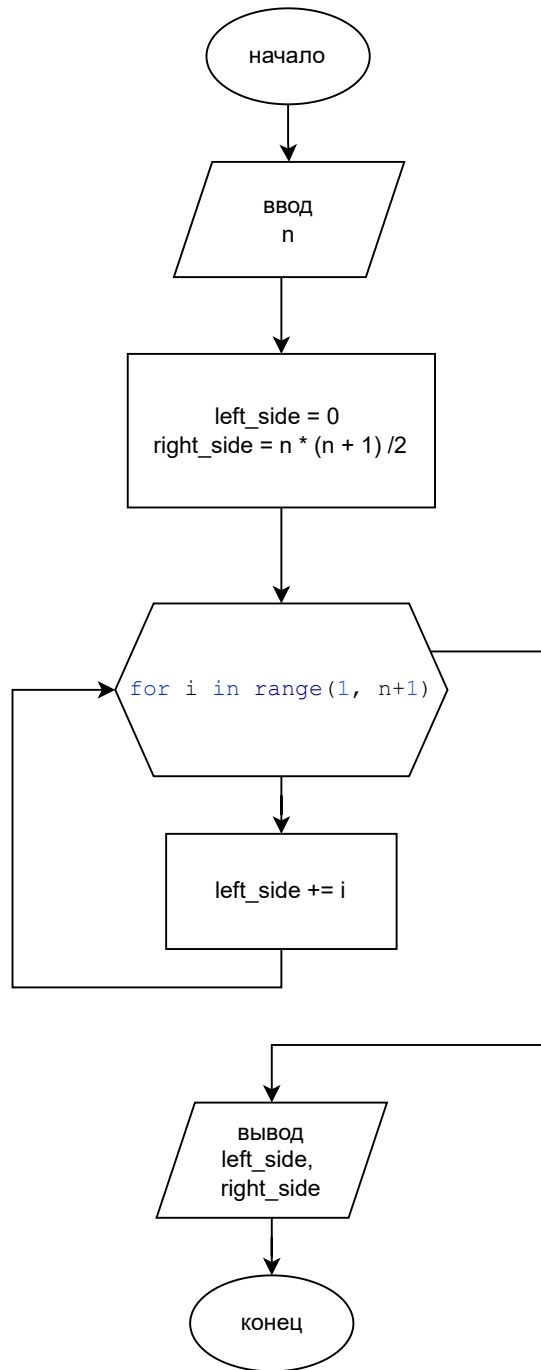 начало
ввод
n
left_side = 0
right_side = n * (n + 1) /2
for i in range(1, n+1)
left_side += i
вывод
left_side,
right_side
конец